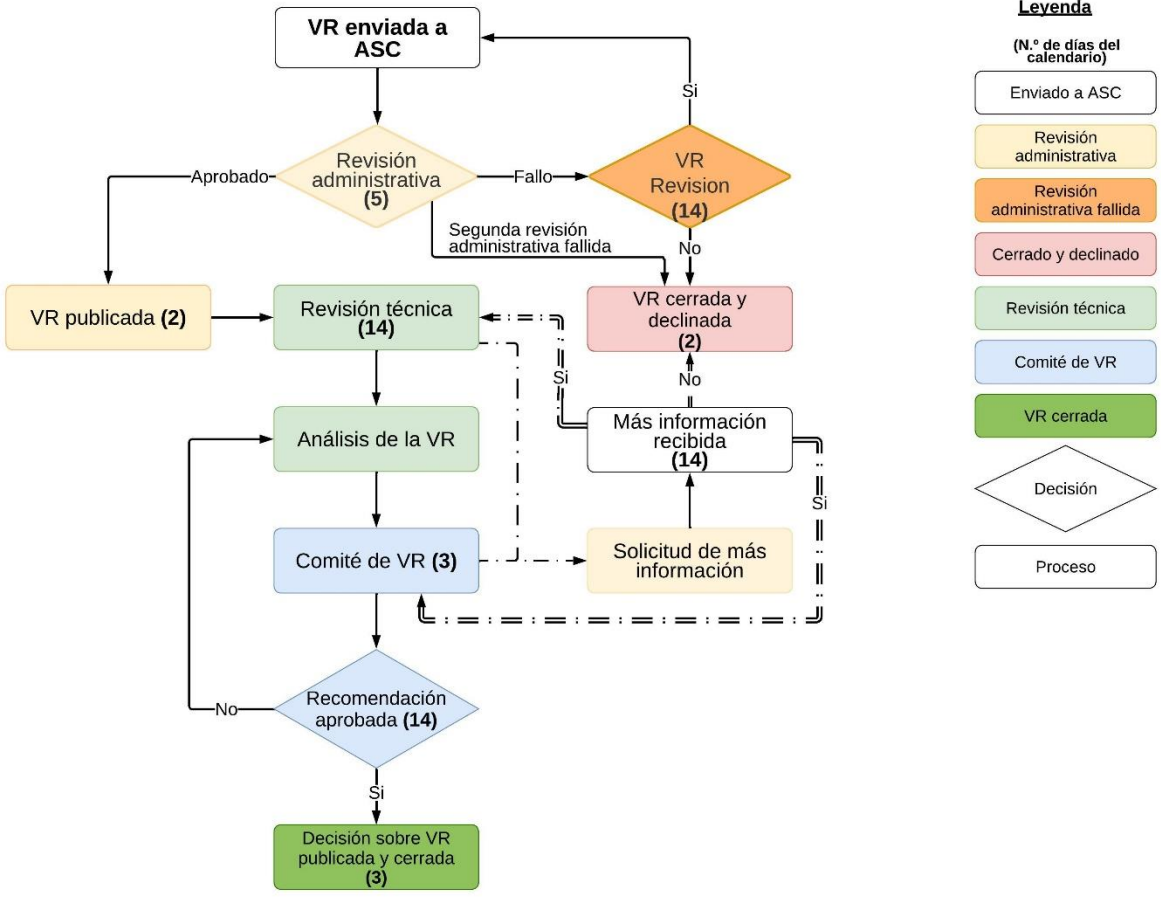 VR enviada a
ASC
Si
Revisión
administrativa
(5)
Aprobado
Fallo
VR
Revision
(14)
Segunda revisión
administrativa fallida
No
VR publicada (2)
Revisión técnica
(14)
VR cerrada y
declinada
(2)
Si
No
Análisis de la VR
Más información
recibida
(14)
Si
Comité de VR (3)
Solicitud de más
información
Recomendación
aprobada (14)
No
Si
Decisión sobre VR
publicada y cerrada
(3)
Leyenda
(N.º de días del
calendario)
Enviado a ASC
Revisión
administrativa
Revisión
administrativa fallida
Cerrado y declinado
Revisión técnica
Comité de VR
VR cerrada
Decisión
Proceso